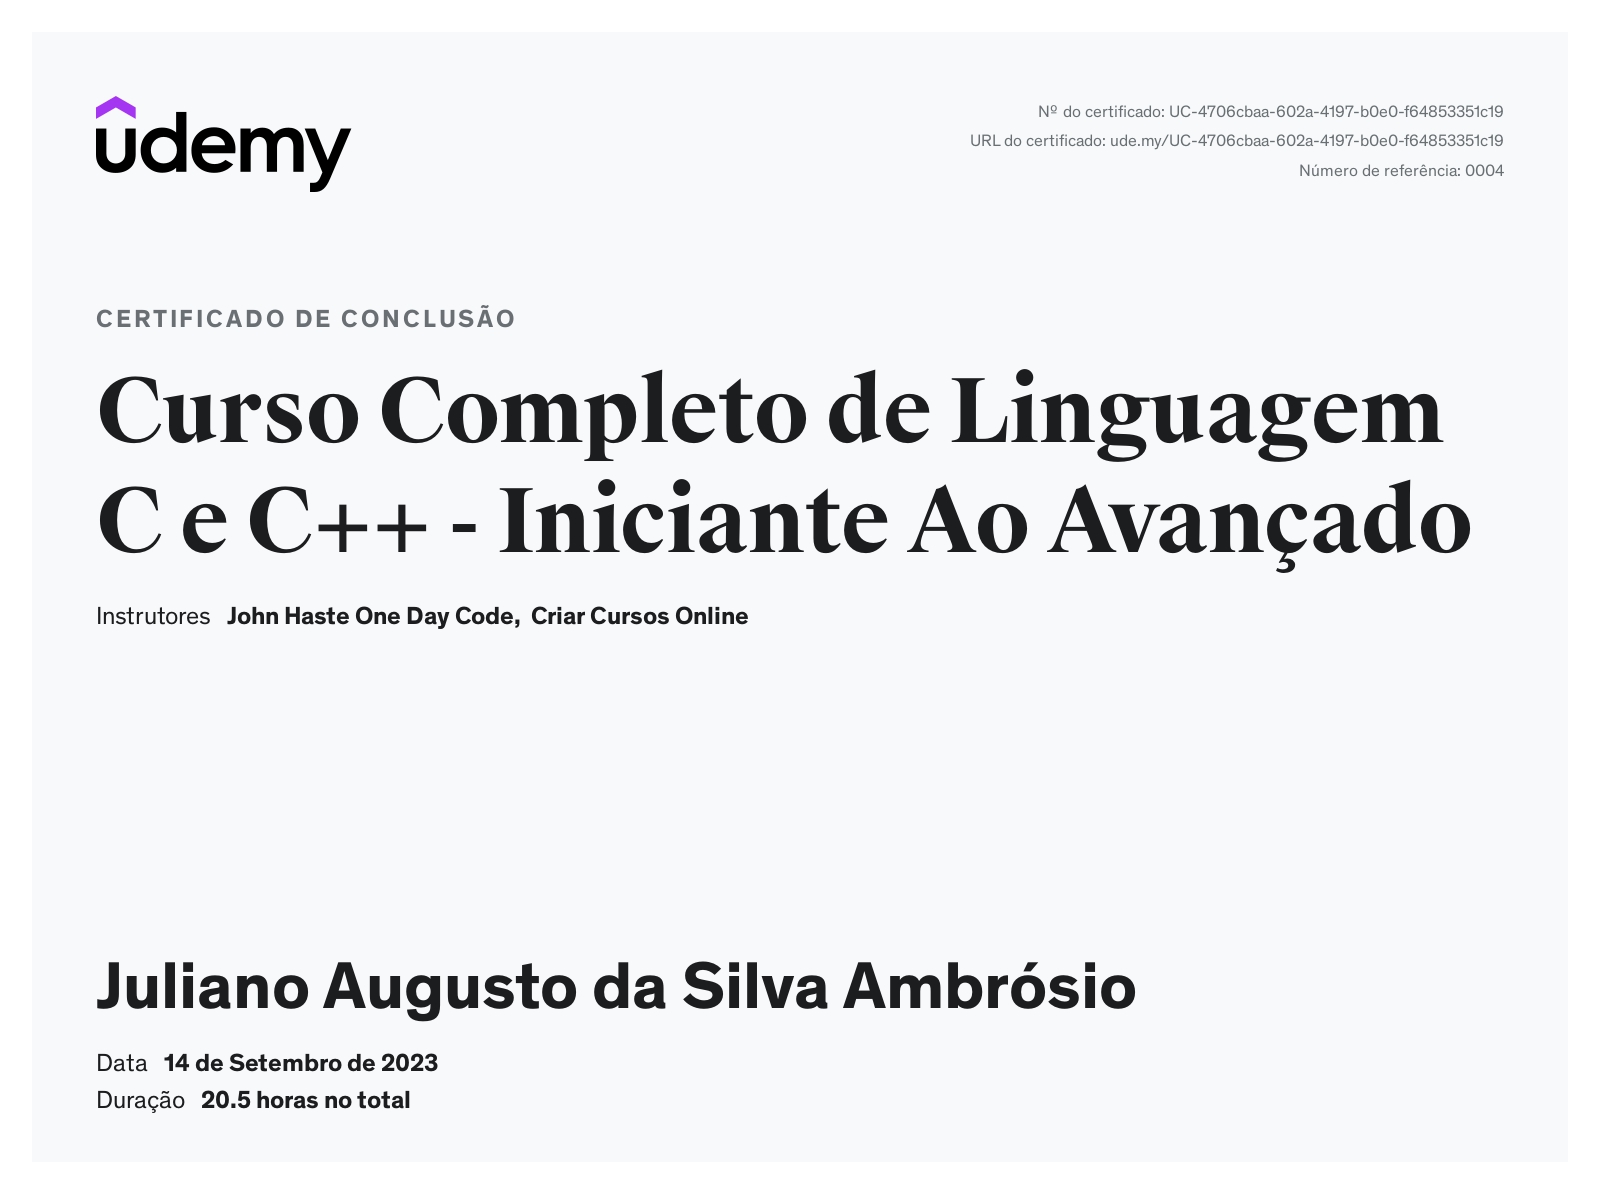 udemy
Nº do certificado: UC-4706cbaa-602a-4197-b0e0-f64853351c19
URL do certificado: ude.my/UC-4706cbaa-602a-4197-b0e0-f64853351c19
Número de referência: 0004
CERTIFICADO DE CONCLUSÃO
Curso Completo de Linguagem
C e C++ - Iniciante Ao Avançado
Instrutores John Haste One Day Code, Criar Cursos Online
Juliano Augusto da Silva Ambrósio
Data 14 de Setembro de 2023
Duração 20.5 horas no total